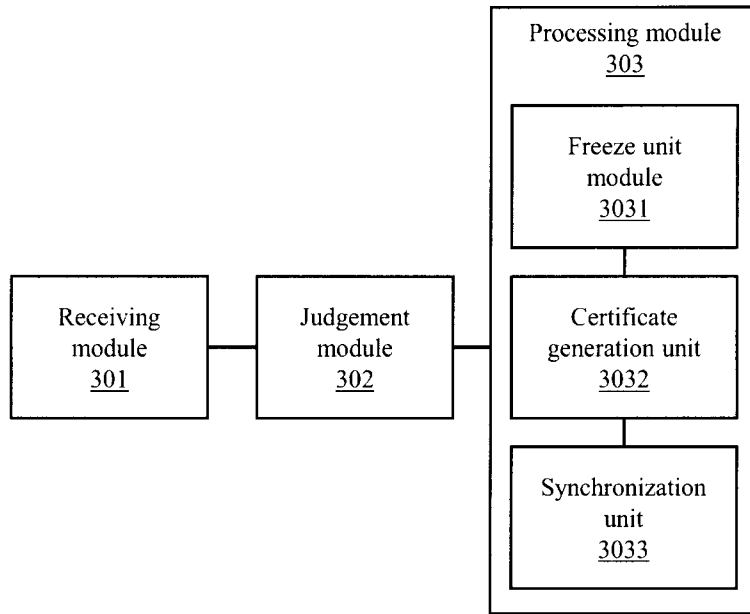 Processing module
303
Freeze unit
module
3031
Receiving
module
301
Judgement
module
302
Certificate
generation unit
3032
Synchronization
unit
3033